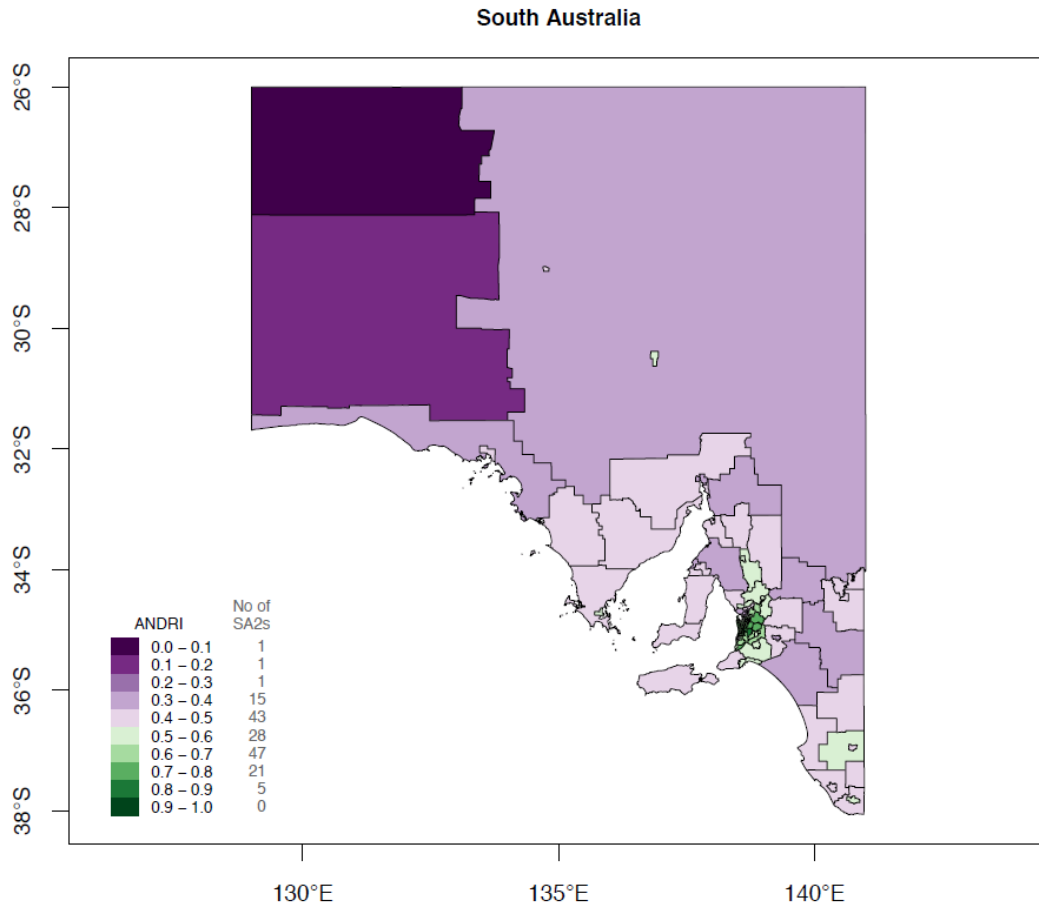 South Australia
26°S
28°S
30°S
32°S
34°S
36°S
38°S
No of
ANDRI SA2s
0.0 – 0.1 1
0.1 – 0.2 1
0.2 – 0.3 1
0.3 – 0.4 15
0.4 – 0.5 43
0.5 – 0.6 28
0.6 – 0.7 47
0.7 – 0.8 21
0.8 – 0.9 5
0.9 – 1.0 0
130°E 135°E 140°E